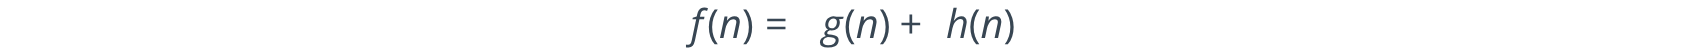 f(n) = g(n) + h(n)